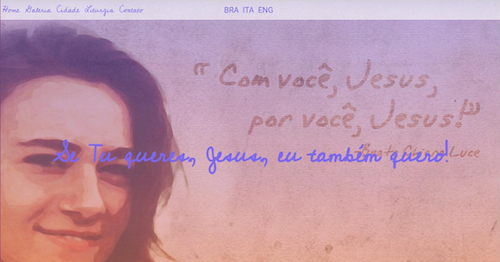 Home Galeria Cidade Liturgia Contato
BRA ITA ENG
“Com você, Jesus,
por você, Jesus!”
Se Tu queres, Jesus, eu também quero!
Beata Chiara Luce